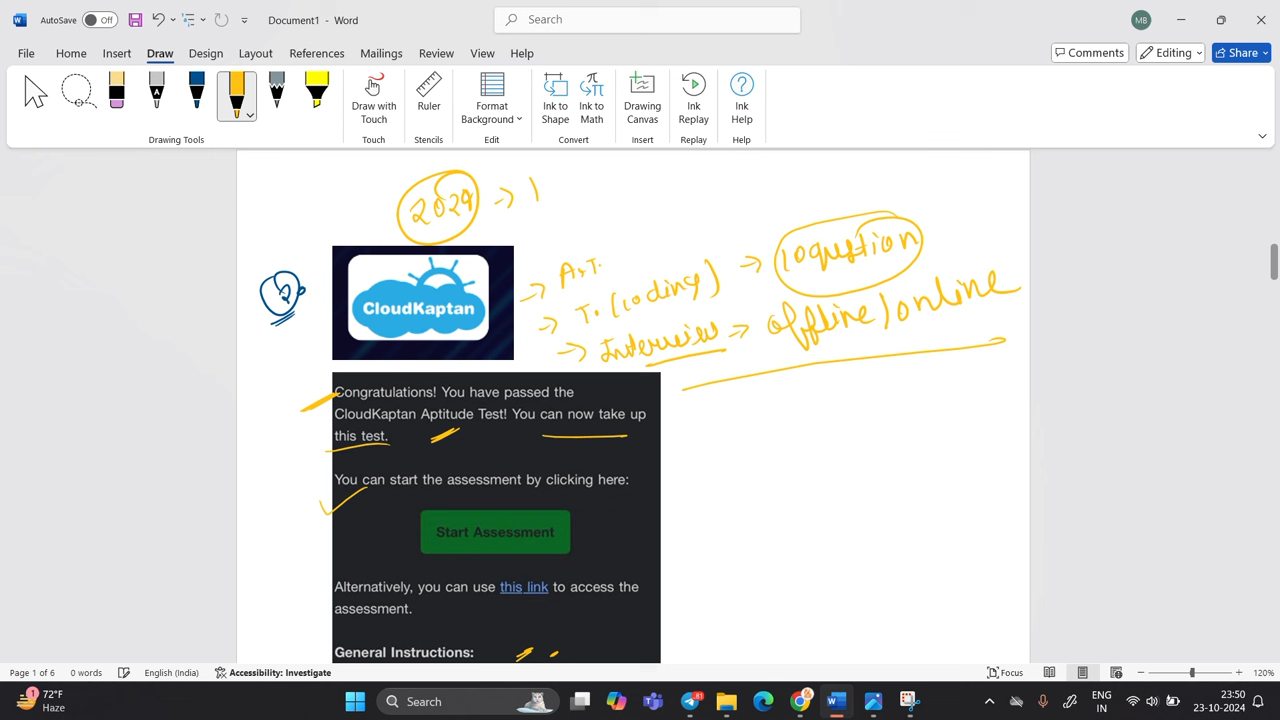 AutoSave Off Document1 - Word Search MB
File Home Insert Draw Design Layout References Mailings Review View Help Comments Editing Share
A
Draw with Touch
Ruler
Format Background
Ink to Shape
Ink to Math
Drawing Canvas
Ink Replay
Ink Help
Drawing Tools Touch Stencils Edit Convert Insert Replay Help
2024 → 1
2
CloudKaptan
→ A.T.
→ T. (coding) → 10question
→ Interview → offline/online
Congratulations! You have passed the
CloudKaptan Aptitude Test! You can now take up
this test.
You can start the assessment by clicking here:
Start Assessment
Alternatively, you can use this link to access the
assessment.
General Instructions:
Page 1 of 6 0 words English (India) Accessibility: Investigate Focus 120%
1 72°F
Haze
Search
ENG
IN
23:50
23-10-2024